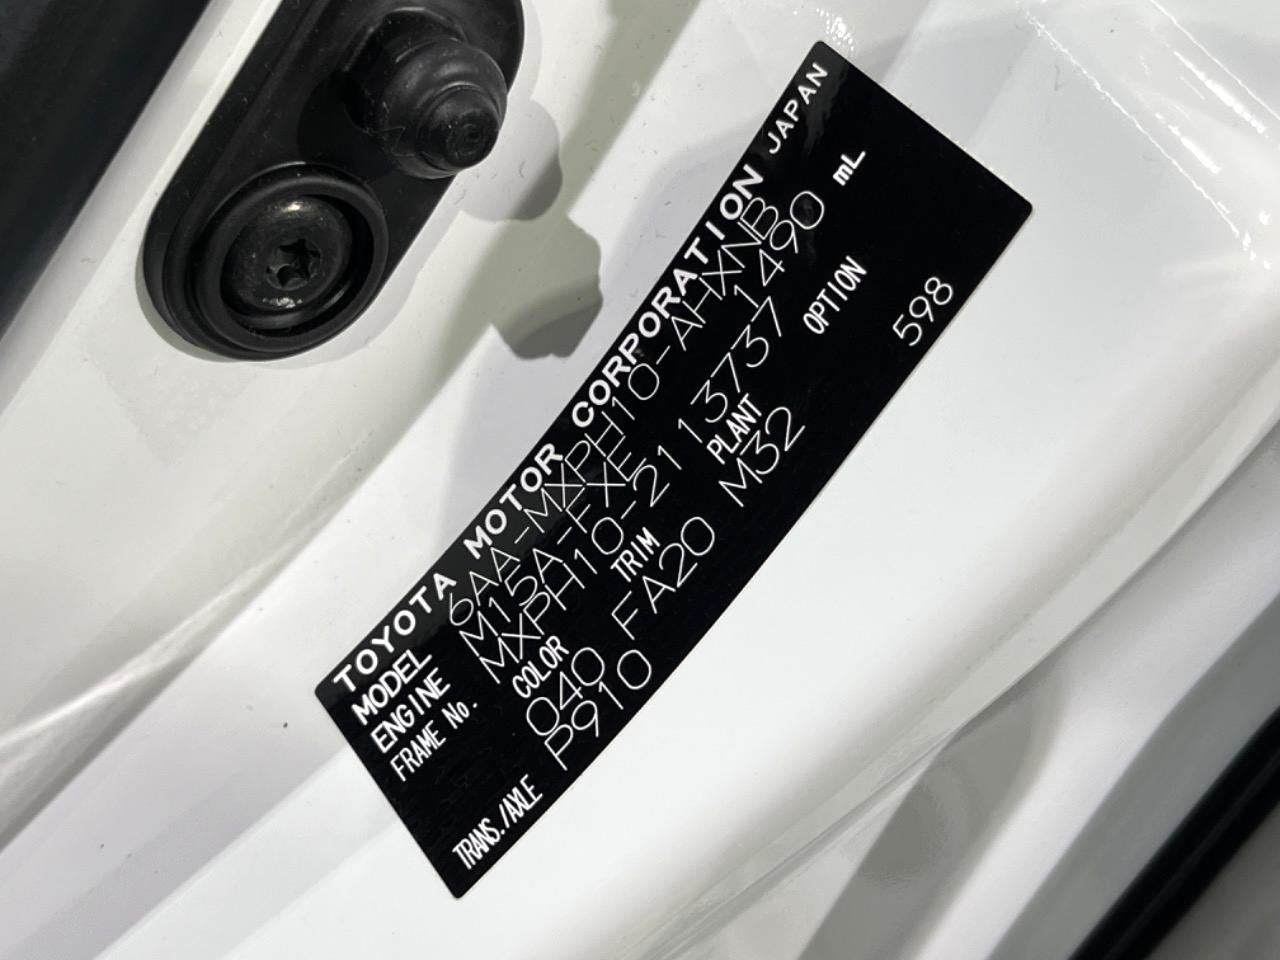 TOYOTA MOTOR CORPORATION JAPAN
MODEL 6AA-MXPH10-AHXNB
ENGINE M15A-FXE 1490 mL
FRAME No. MXPH10-2113737
COLOR TRIM PLANT OPTION
040 FA20 M32 598
TRANS./AXLE P910